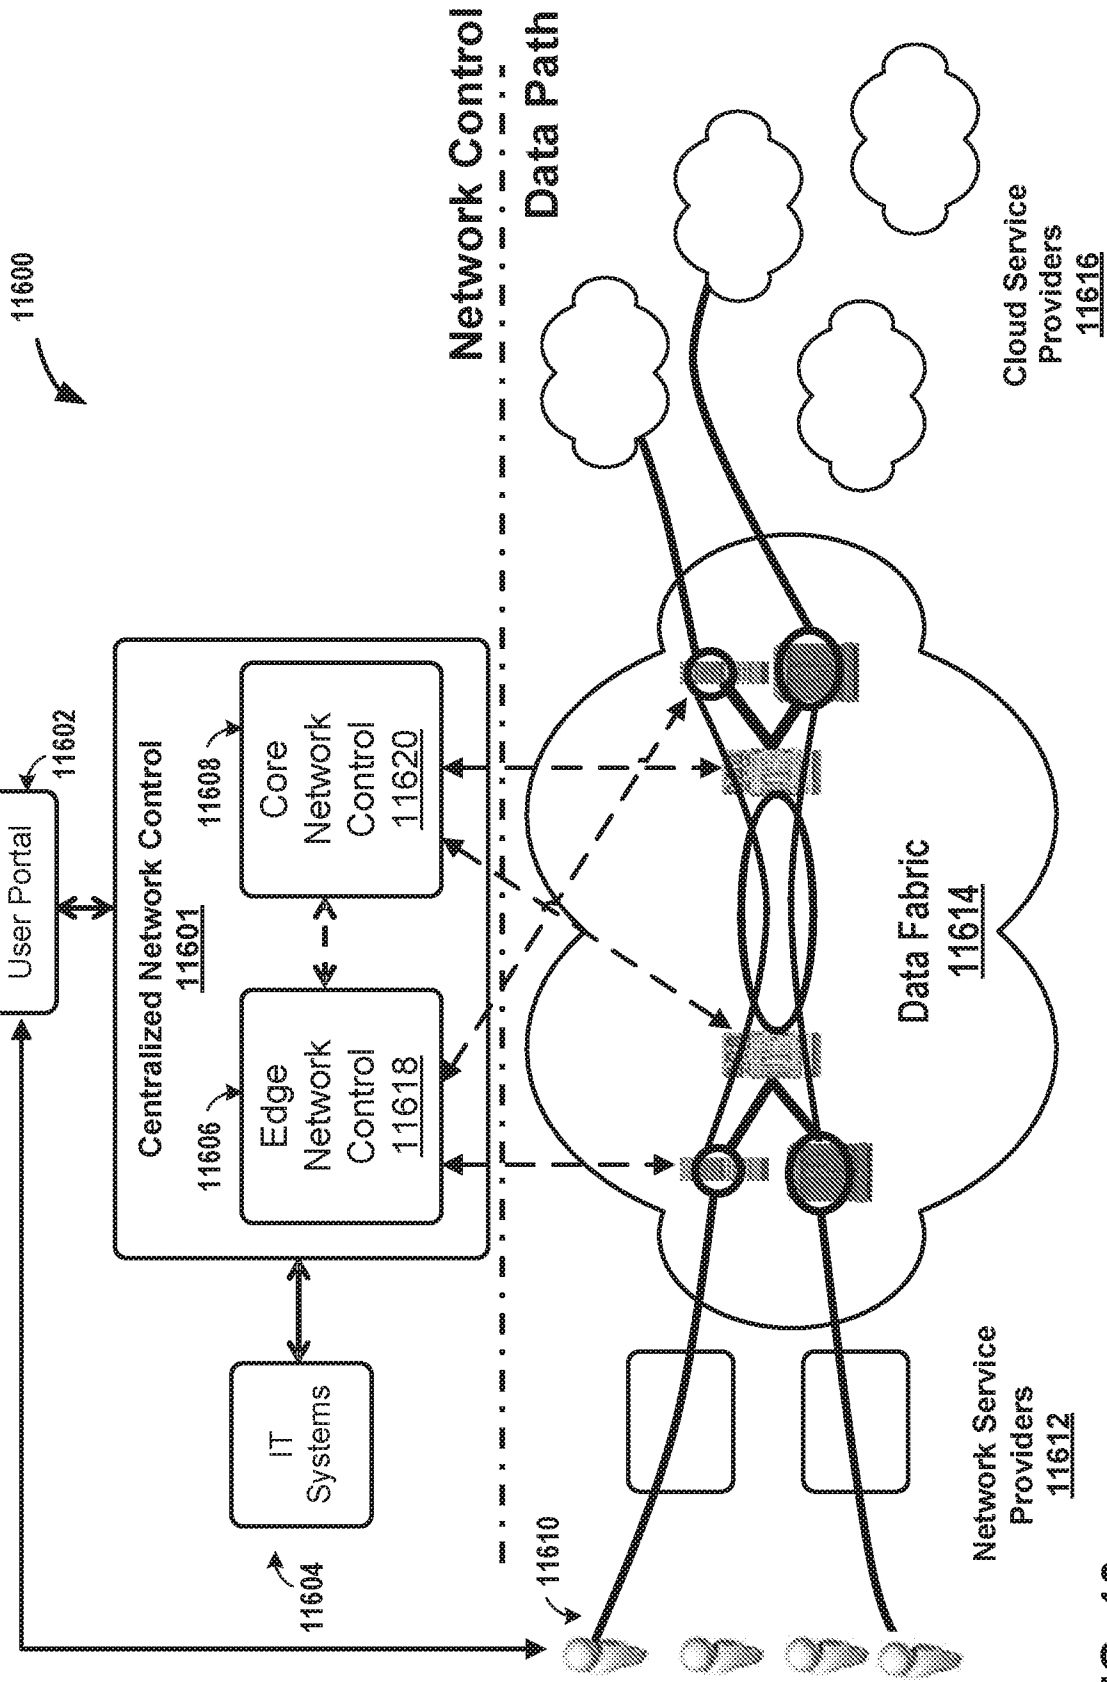 11600
User Portal
11602
Centralized Network Control
11601
11606
Edge
Network
Control
11618
11608
Core
Network
Control
11620
IT
Systems
11604
Network Control
Data Path
11610
Data Fabric
11614
Network Service
Providers
11612
Cloud Service
Providers
11616